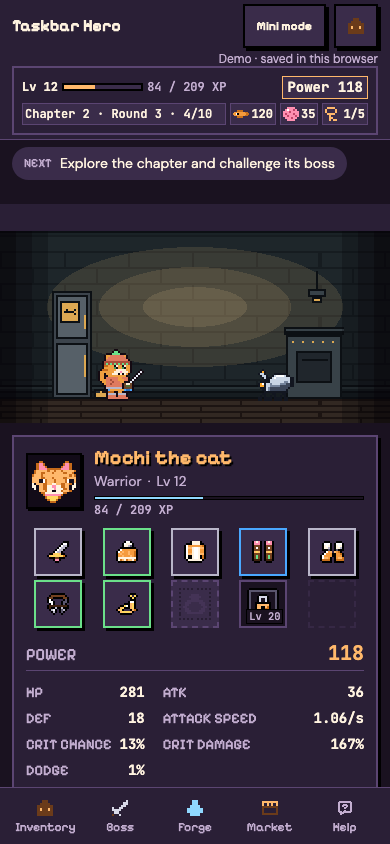 Taskbar Hero
Mini mode
Demo · saved in this browser
Lv 12 84 / 209 XP Power 118
Chapter 2 · Round 3 · 4/10 120 35 1/5
NEXT Explore the chapter and challenge its boss
Mochi the cat
Warrior · Lv 12
84 / 209 XP
Lv 20
POWER 118
HP 281 ATK 36
DEF 18 ATTACK SPEED 1.06/s
CRIT CHANCE 13% CRIT DAMAGE 167%
DODGE 1%
Inventory Boss Forge Market Help